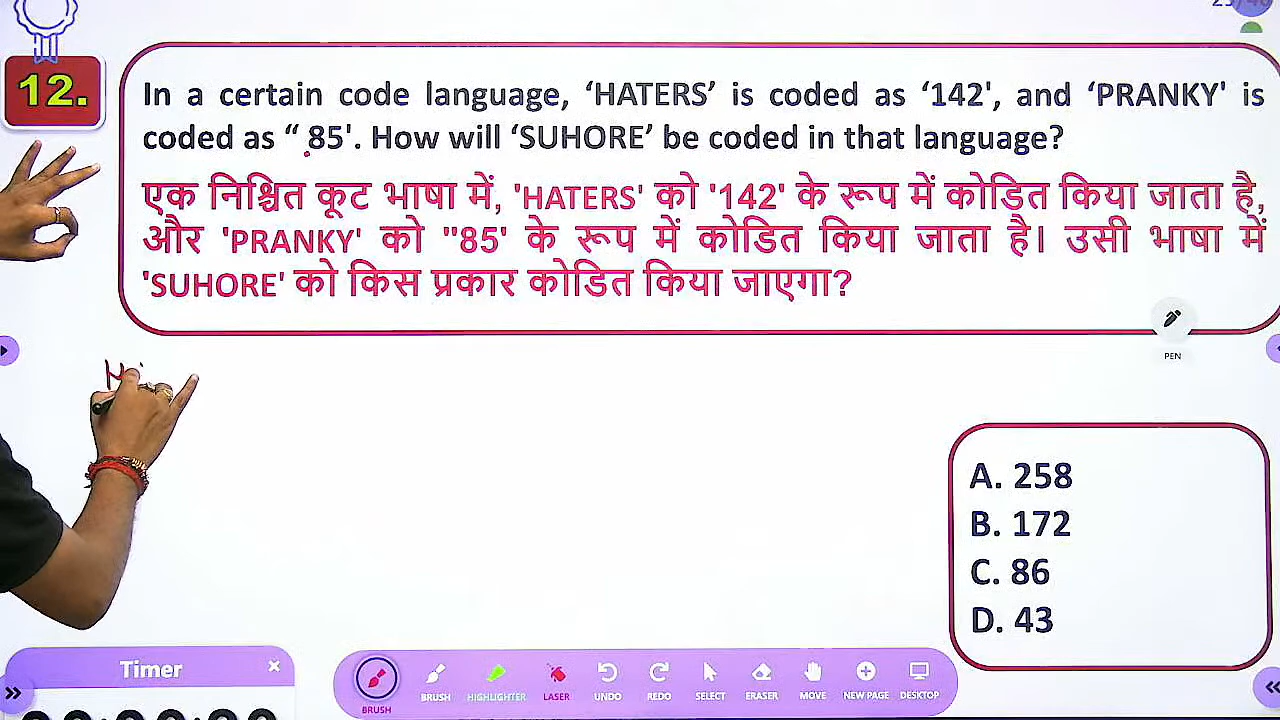 12.
In a certain code language, ‘HATERS’ is coded as ‘142', and ‘PRANKY' is
coded as “ 85'. How will ‘SUHORE’ be coded in that language?
एक निश्चित कूट भाषा में, 'HATERS' को '142' के रूप में कोडित किया जाता है,
और 'PRANKY' को "85' के रूप में कोडित किया जाता है। उसी भाषा में
'SUHORE' को किस प्रकार कोडित किया जाएगा?
PEN
A. 258
B. 172
C. 86
D. 43
Timer
BRUSH BRUSH HIGHLIGHTER LASER UNDO REDO SELECT ERASER MOVE NEW PAGE DESKTOP